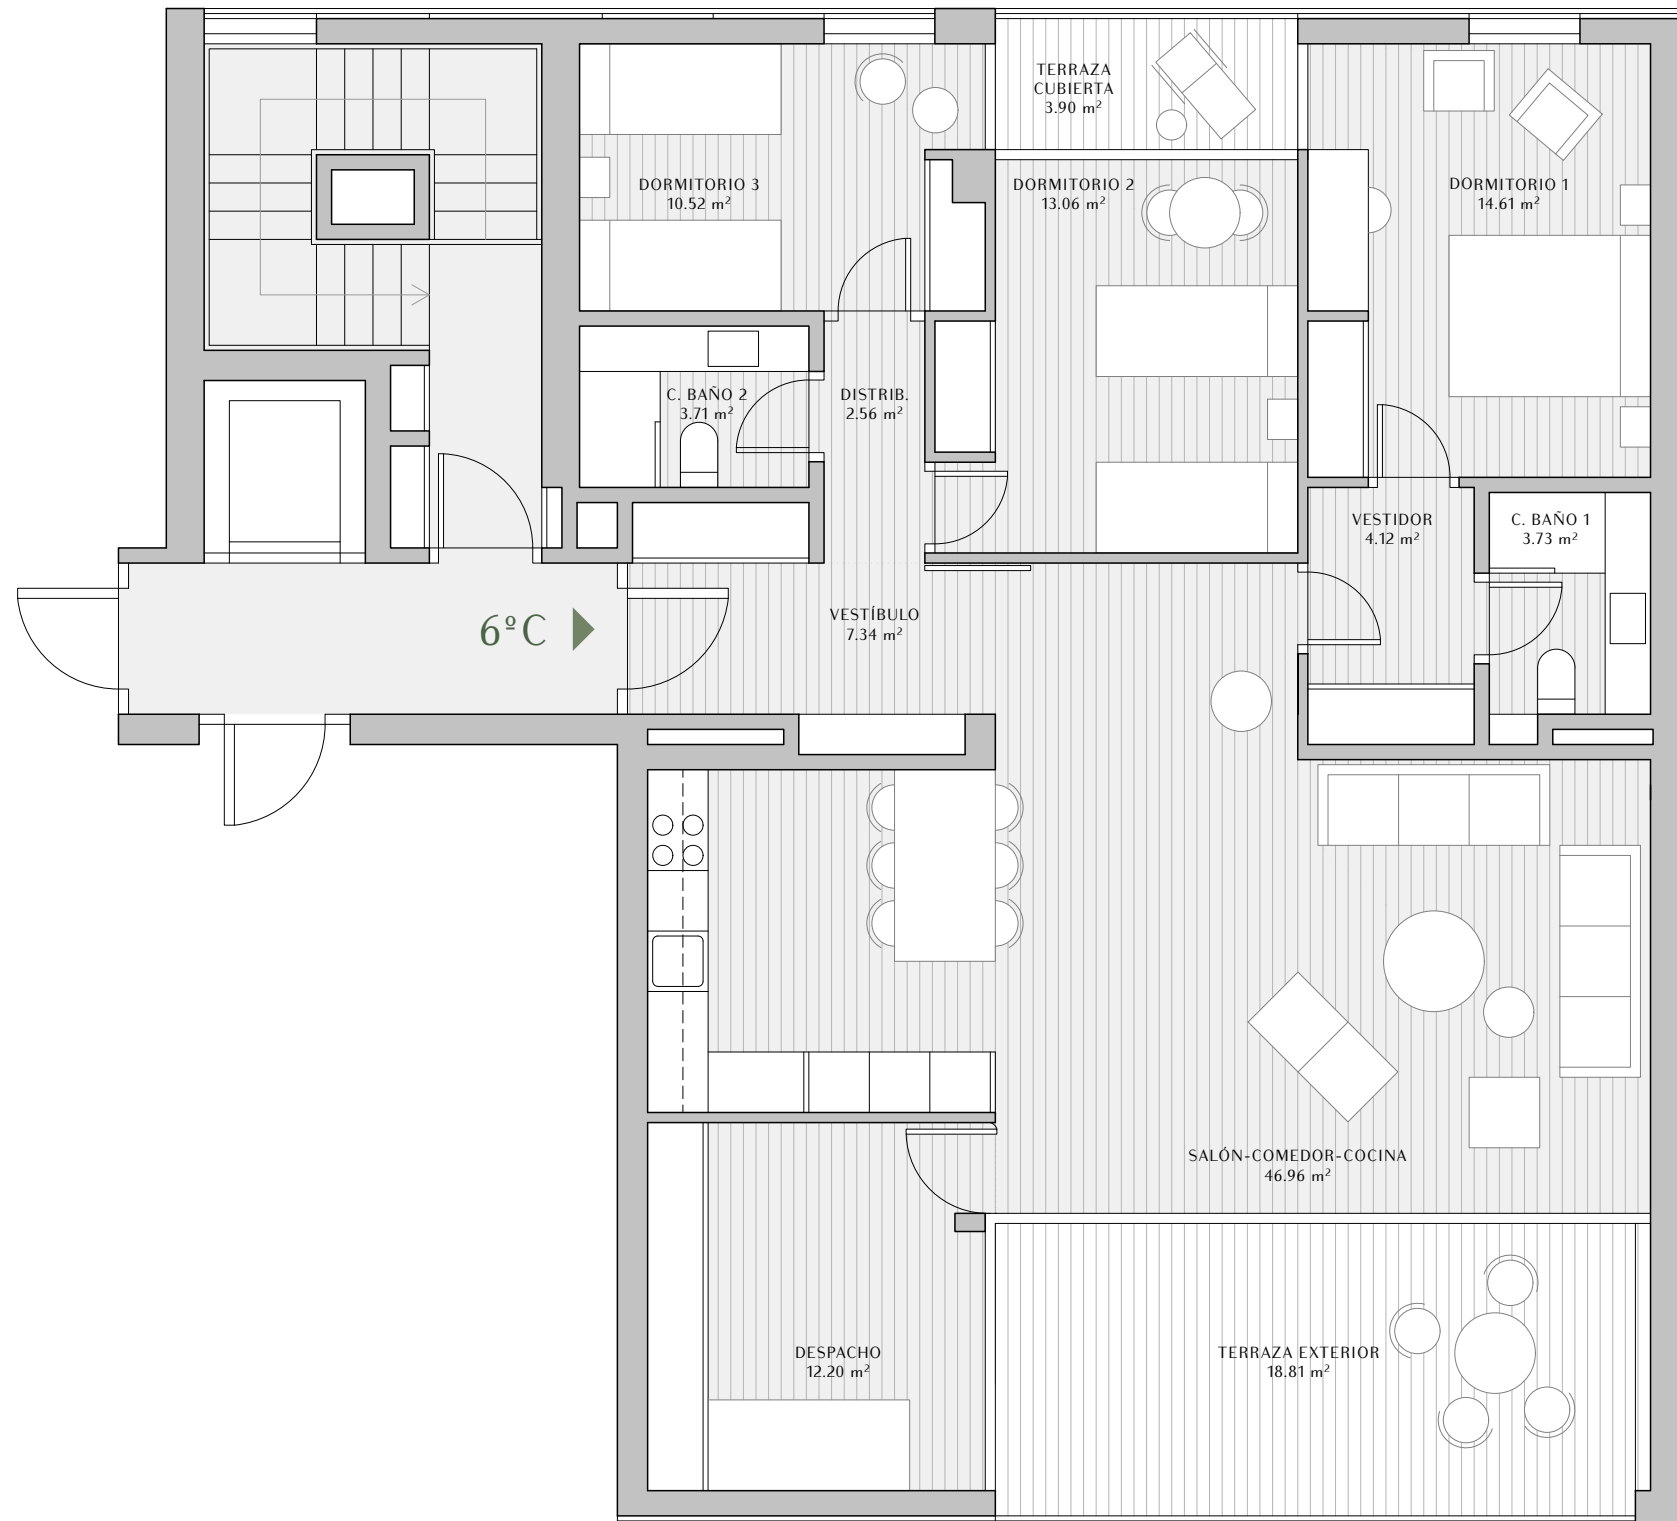 TERRAZA
CUBIERTA
3.90 m²
DORMITORIO 3
10.52 m²
DORMITORIO 2
13.06 m²
DORMITORIO 1
14.61 m²
C. BAÑO 2
3.71 m²
DISTRIB.
2.56 m²
VESTIDOR
4.12 m²
C. BAÑO 1
3.73 m²
6ºC
VESTÍBULO
7.34 m²
SALÓN-COMEDOR-COCINA
46.96 m²
DESPACHO
12.20 m²
TERRAZA EXTERIOR
18.81 m²